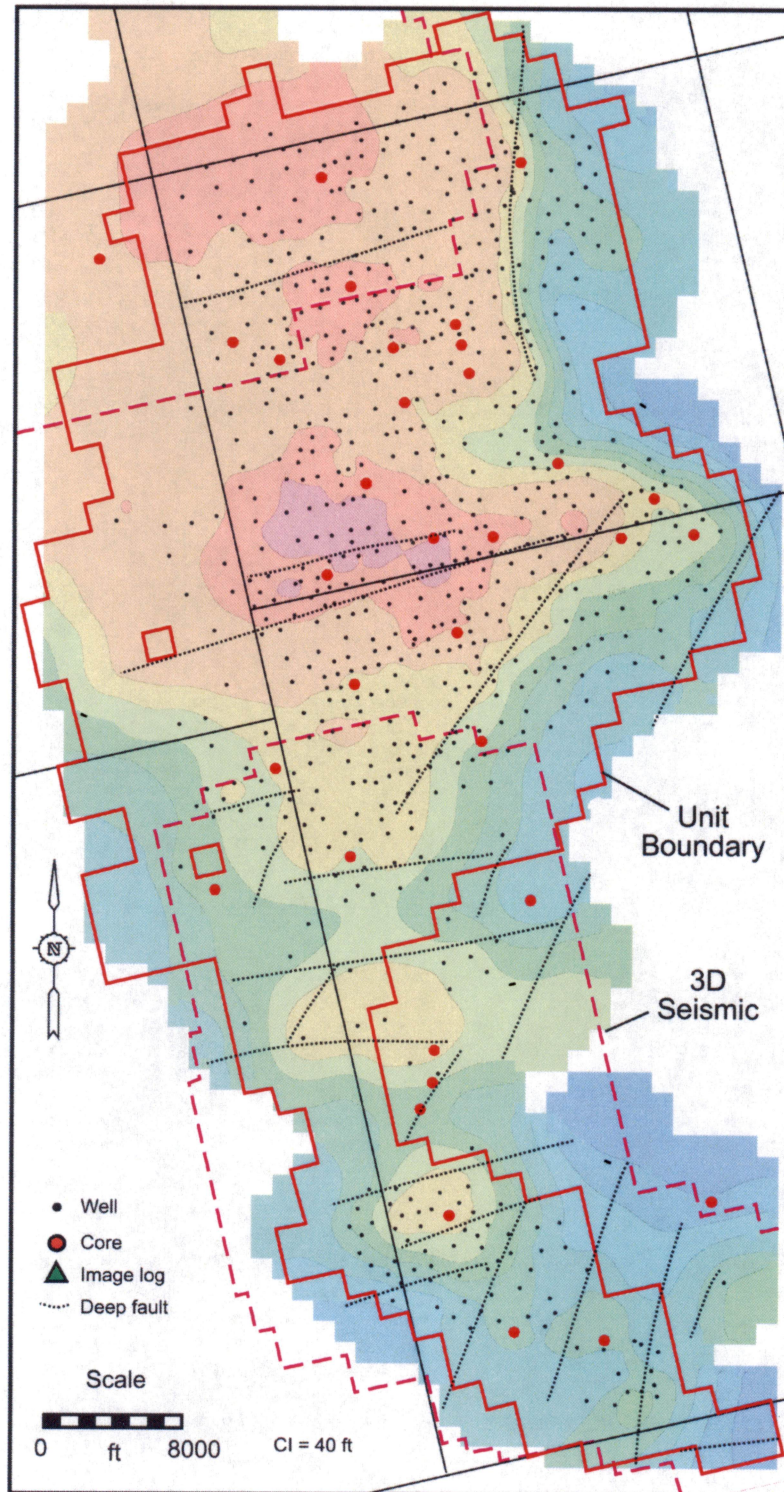 Unit
Boundary
3D
Seismic
N
Well
Core
Image log
Deep fault
Scale
0 ft 8000
CI = 40 ft